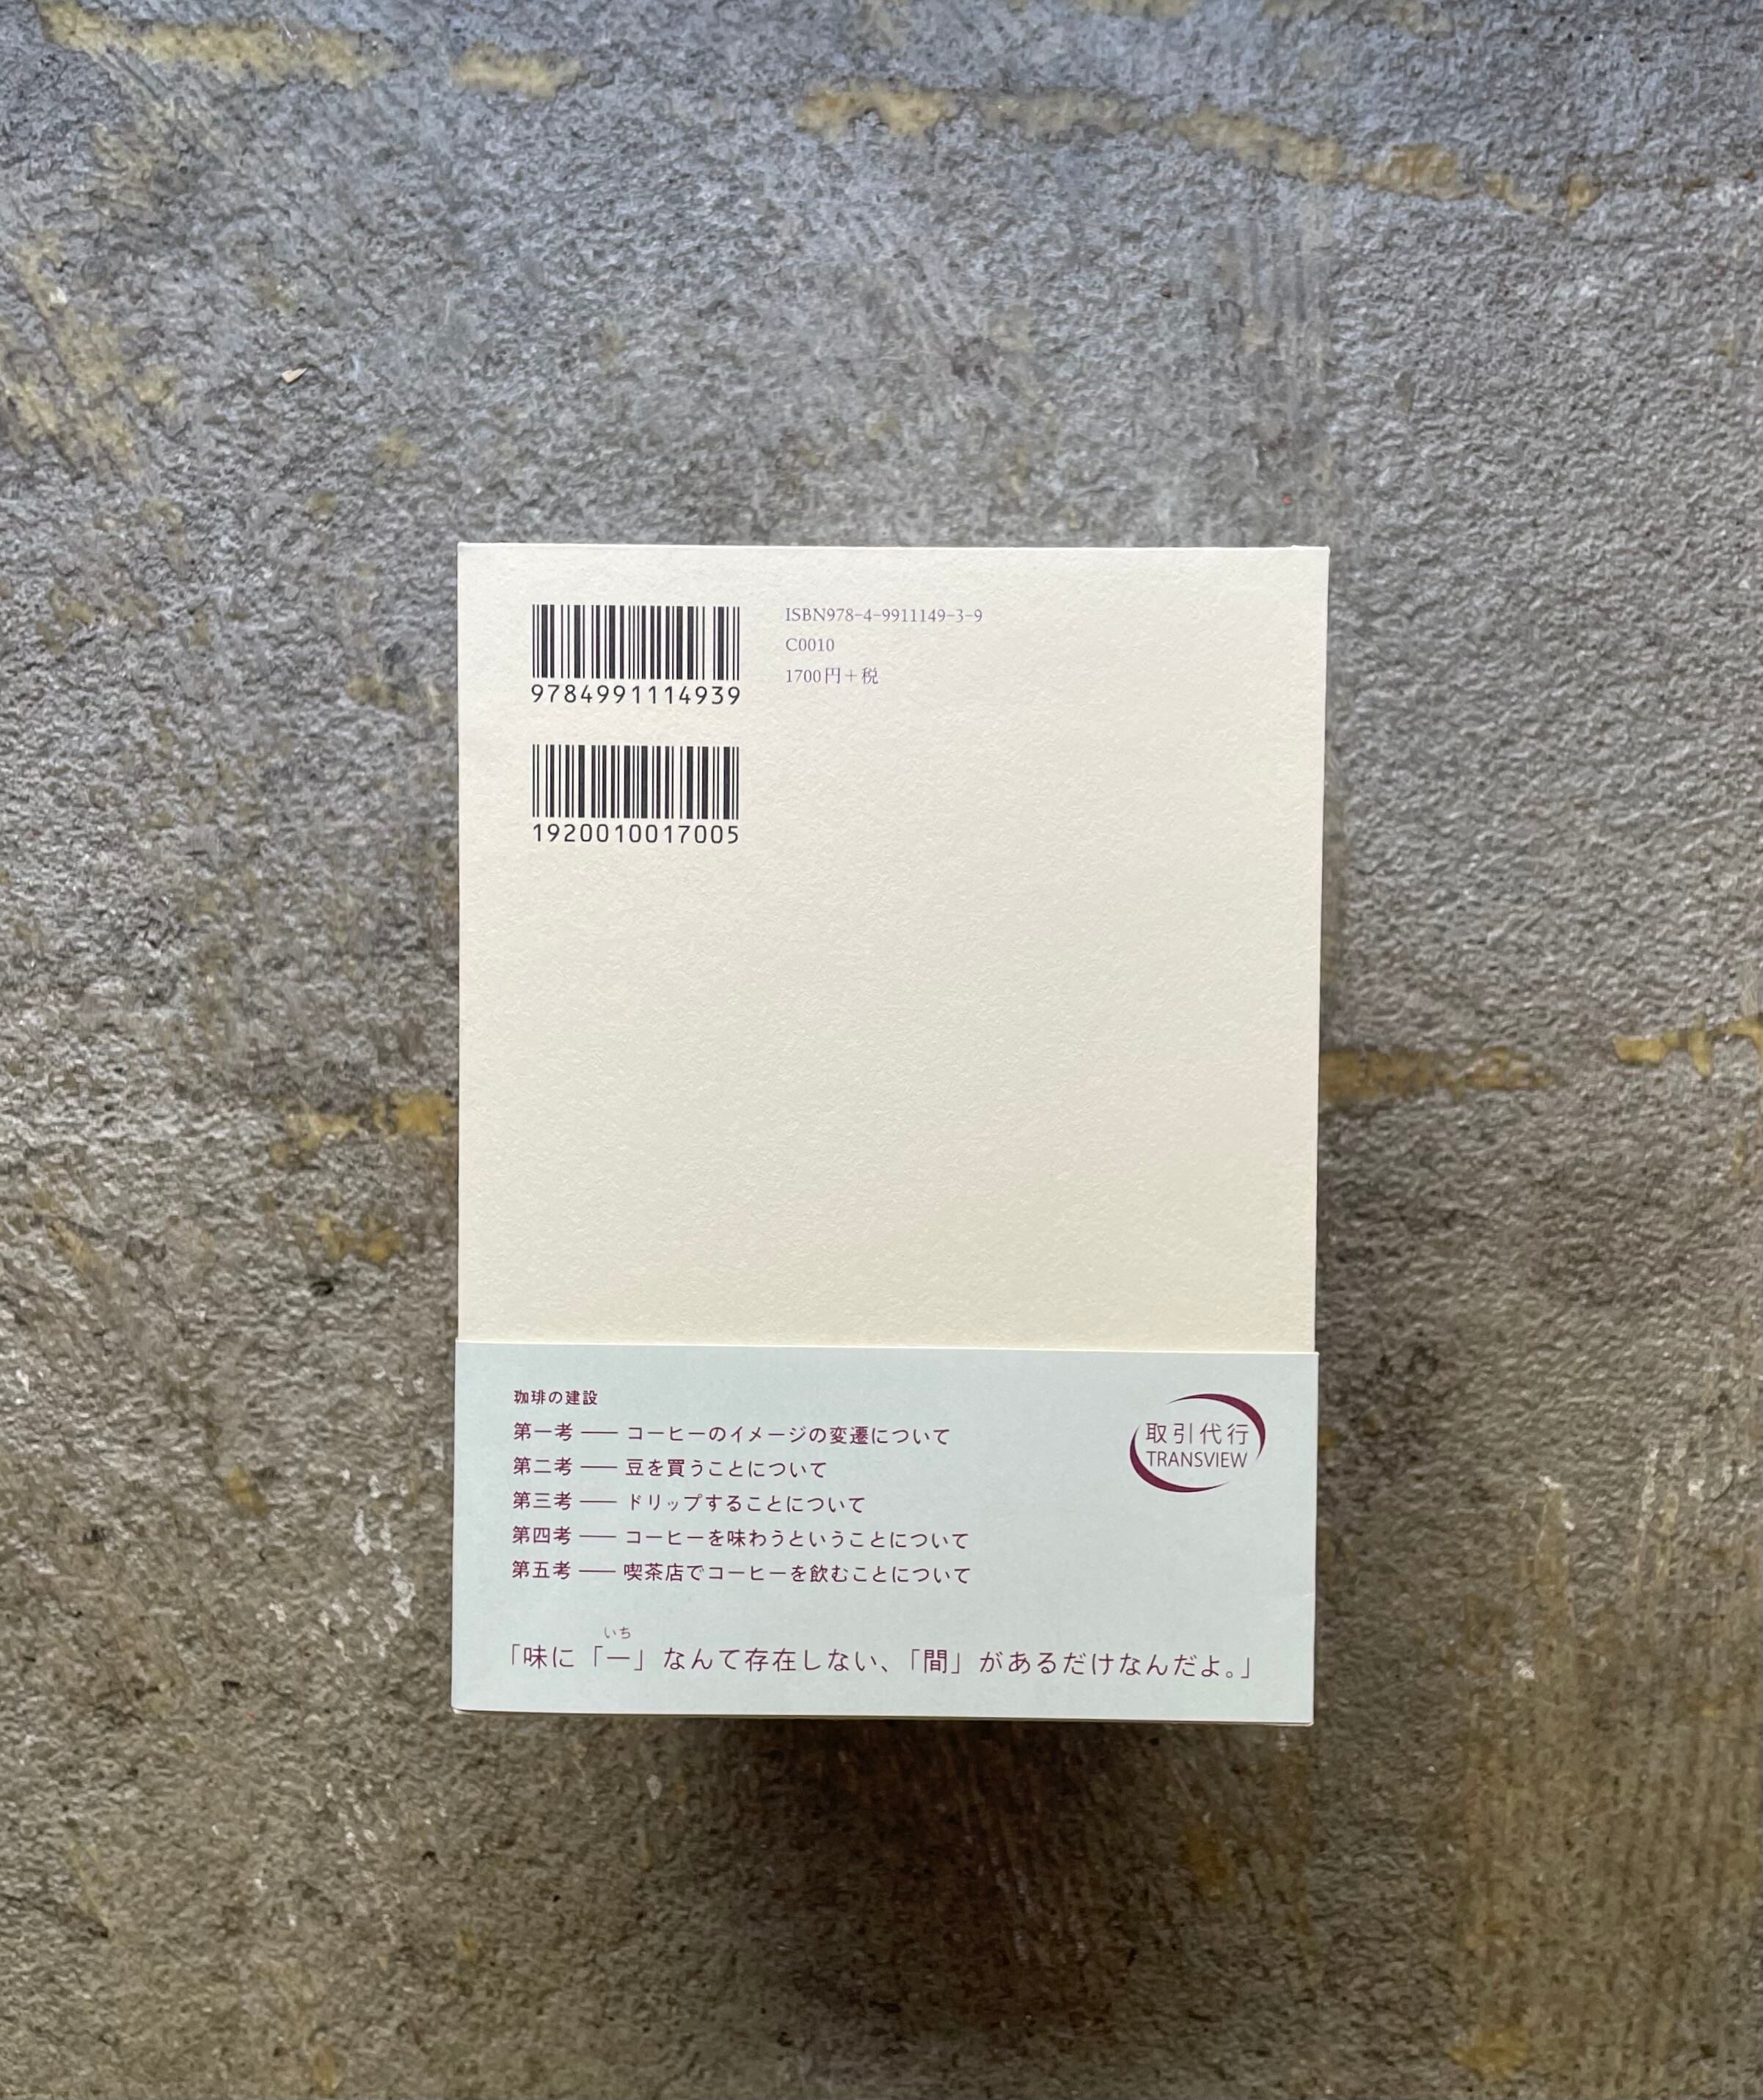 9784991114939
ISBN978-4-9911149-3-9
C0010
1700円＋税
1920010017005
珈琲の建設
第一考 ―― コーヒーのイメージの変遷について
第二考 ―― 豆を買うことについて
第三考 ―― ドリップすることについて
第四考 ―― コーヒーを味わうということについて
第五考 ―― 喫茶店でコーヒーを飲むことについて
取引代行
TRANSVIEW
いち
「味に「一」なんて存在しない、「間」があるだけなんだよ。」